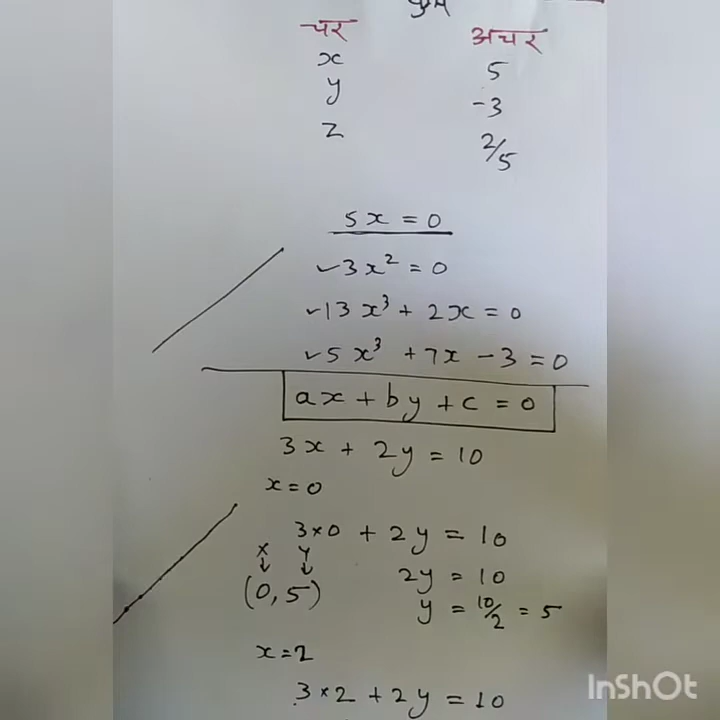 चर अचर
x 5
y -3
z 2/5
5x = 0
✓3x² = 0
✓13x³ + 2x = 0
✓5x³ + 7x - 3 = 0
ax + by + c = 0
3x + 2y = 10
x = 0
3×0 + 2y = 10
x y
↓ ↓
(0, 5) 2y = 10
y = 10/2 = 5
x = 2
3×2 + 2y = 10
InShOt